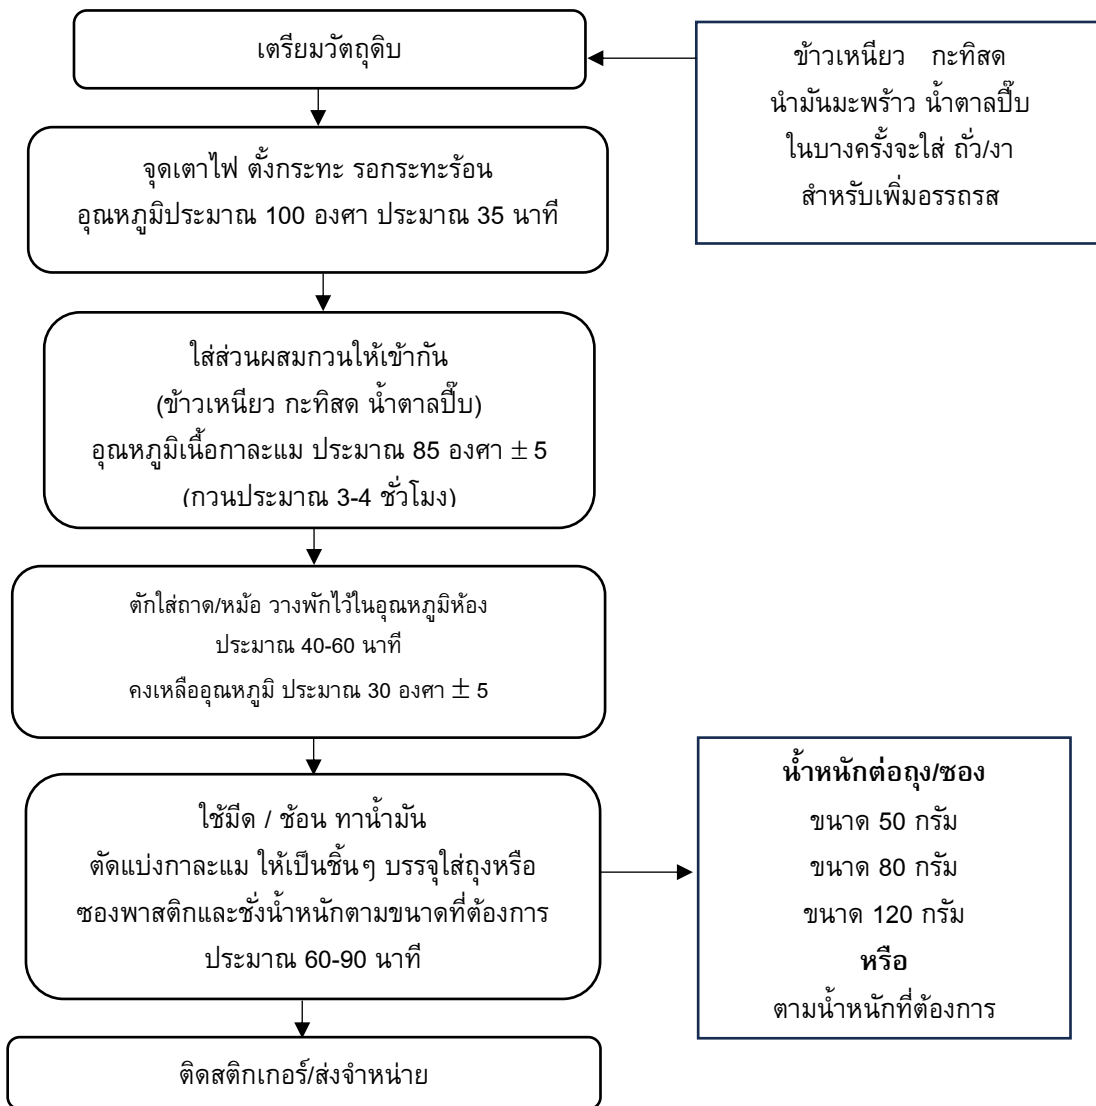 เตรียมวัตถุดิบ
ข้าวเหนียว กะทิสด
นำมันมะพร้าว น้ำตาลปี๊บ
ในบางครั้งจะใส่ ถั่ว/งา
สำหรับเพิ่มอรรถรส
จุดเตาไฟ ตั้งกระทะ รอกระทะร้อน
อุณหภูมิประมาณ 100 องศา ประมาณ 35 นาที
ใส่ส่วนผสมกวนให้เข้ากัน
(ข้าวเหนียว กะทิสด น้ำตาลปี๊บ)
อุณหภูมิเนื้อกาละแม ประมาณ 85 องศา ± 5
(กวนประมาณ 3-4 ชั่วโมง)
ตักใส่ถาด/หม้อ วางพักไว้ในอุณหภูมิห้อง
ประมาณ 40-60 นาที
คงเหลืออุณหภูมิ ประมาณ 30 องศา ± 5
ใช้มีด / ช้อน ทาน้ำมัน
ตัดแบ่งกาละแม ให้เป็นชิ้นๆ บรรจุใส่ถุงหรือ
ซองพาสติกและชั่งน้ำหนักตามขนาดที่ต้องการ
ประมาณ 60-90 นาที
น้ำหนักต่อถุง/ซอง
ขนาด 50 กรัม
ขนาด 80 กรัม
ขนาด 120 กรัม
หรือ
ตามน้ำหนักที่ต้องการ
ติดสติกเกอร์/ส่งจำหน่าย